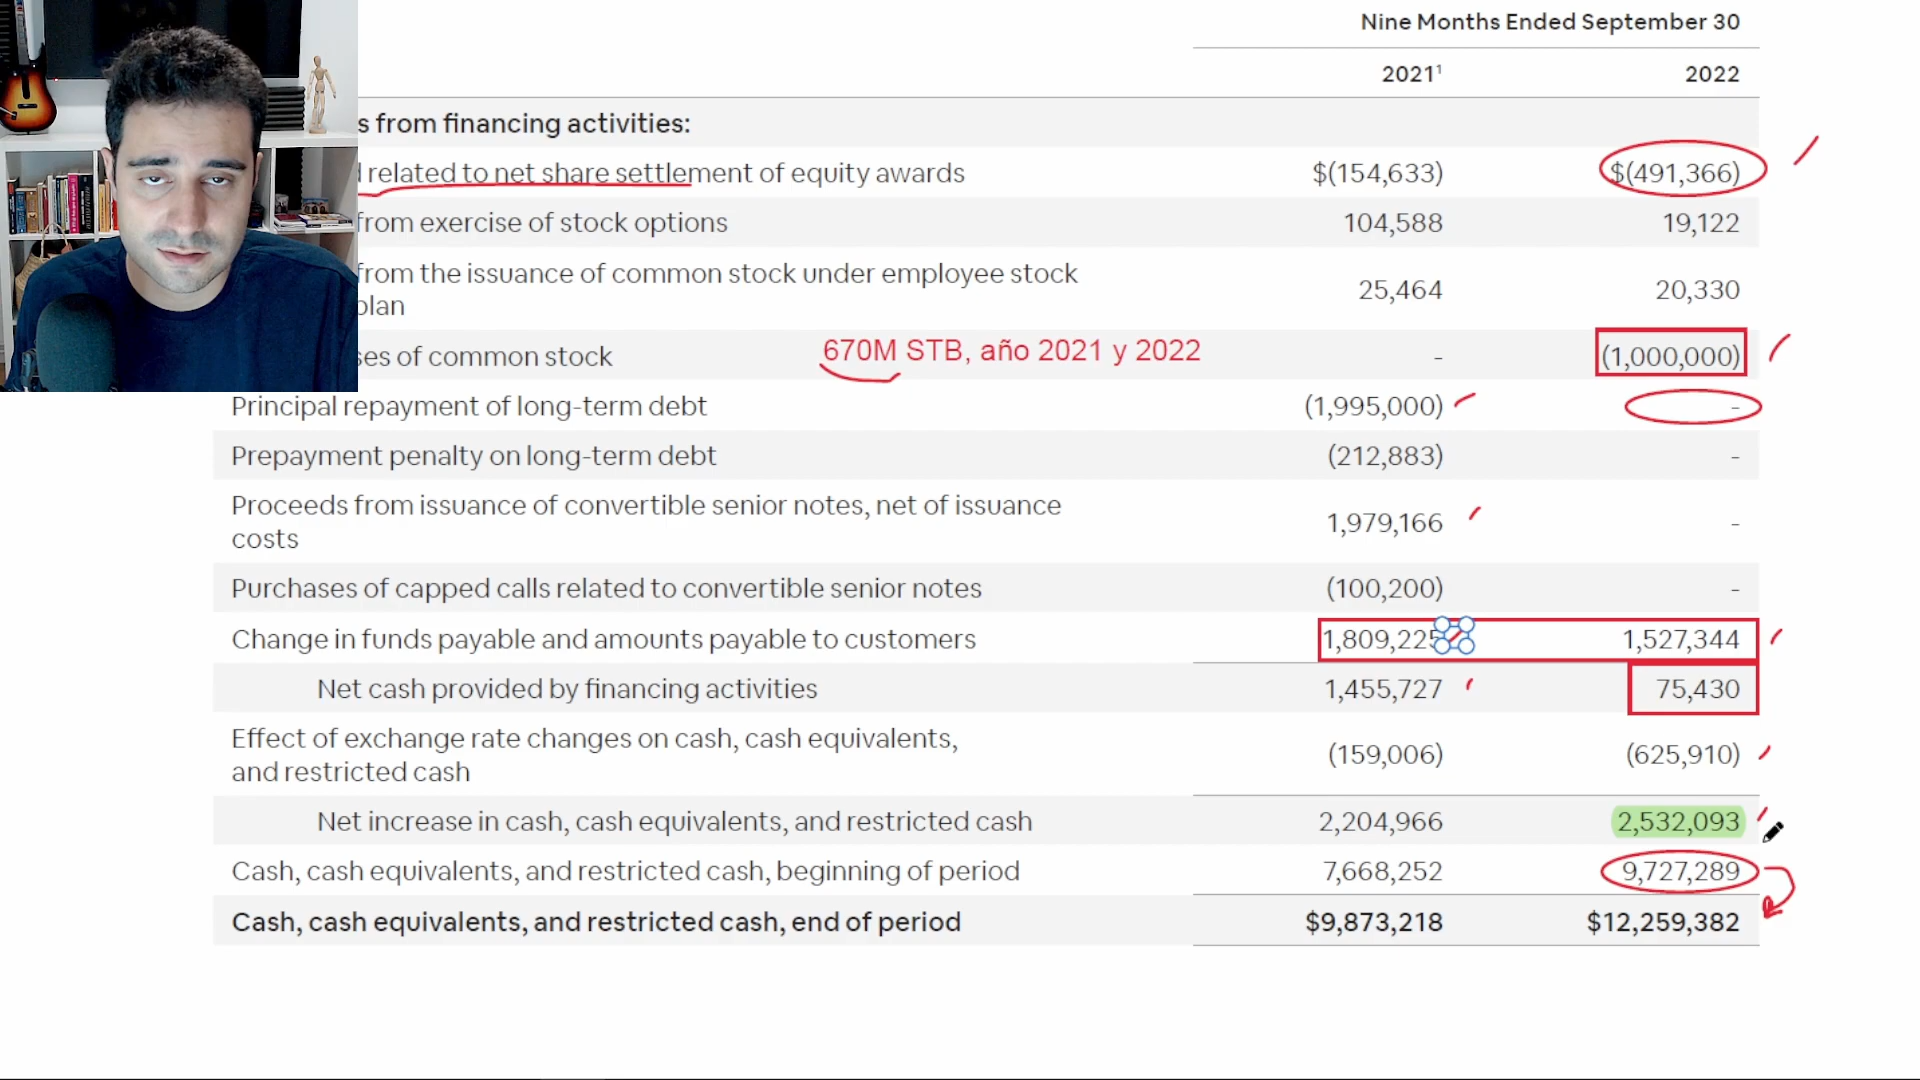 Nine Months Ended September 30
2021¹ 2022
s from financing activities:
related to net share settlement of equity awards $(154,633) $(491,366)
from exercise of stock options 104,588 19,122
from the issuance of common stock under employee stock
plan 25,464 20,330
ses of common stock 670M STB, año 2021 y 2022 - (1,000,000)
Principal repayment of long-term debt (1,995,000) -
Prepayment penalty on long-term debt (212,883) -
Proceeds from issuance of convertible senior notes, net of issuance
costs 1,979,166 -
Purchases of capped calls related to convertible senior notes (100,200) -
Change in funds payable and amounts payable to customers 1,809,225 1,527,344
Net cash provided by financing activities 1,455,727 75,430
Effect of exchange rate changes on cash, cash equivalents,
and restricted cash (159,006) (625,910)
Net increase in cash, cash equivalents, and restricted cash 2,204,966 2,532,093
Cash, cash equivalents, and restricted cash, beginning of period 7,668,252 9,727,289
Cash, cash equivalents, and restricted cash, end of period $9,873,218 $12,259,382